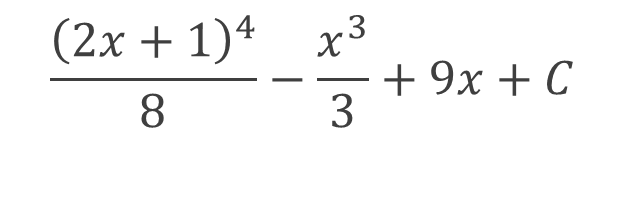 (2x + 1)⁴/8 − x³/3 + 9x + C